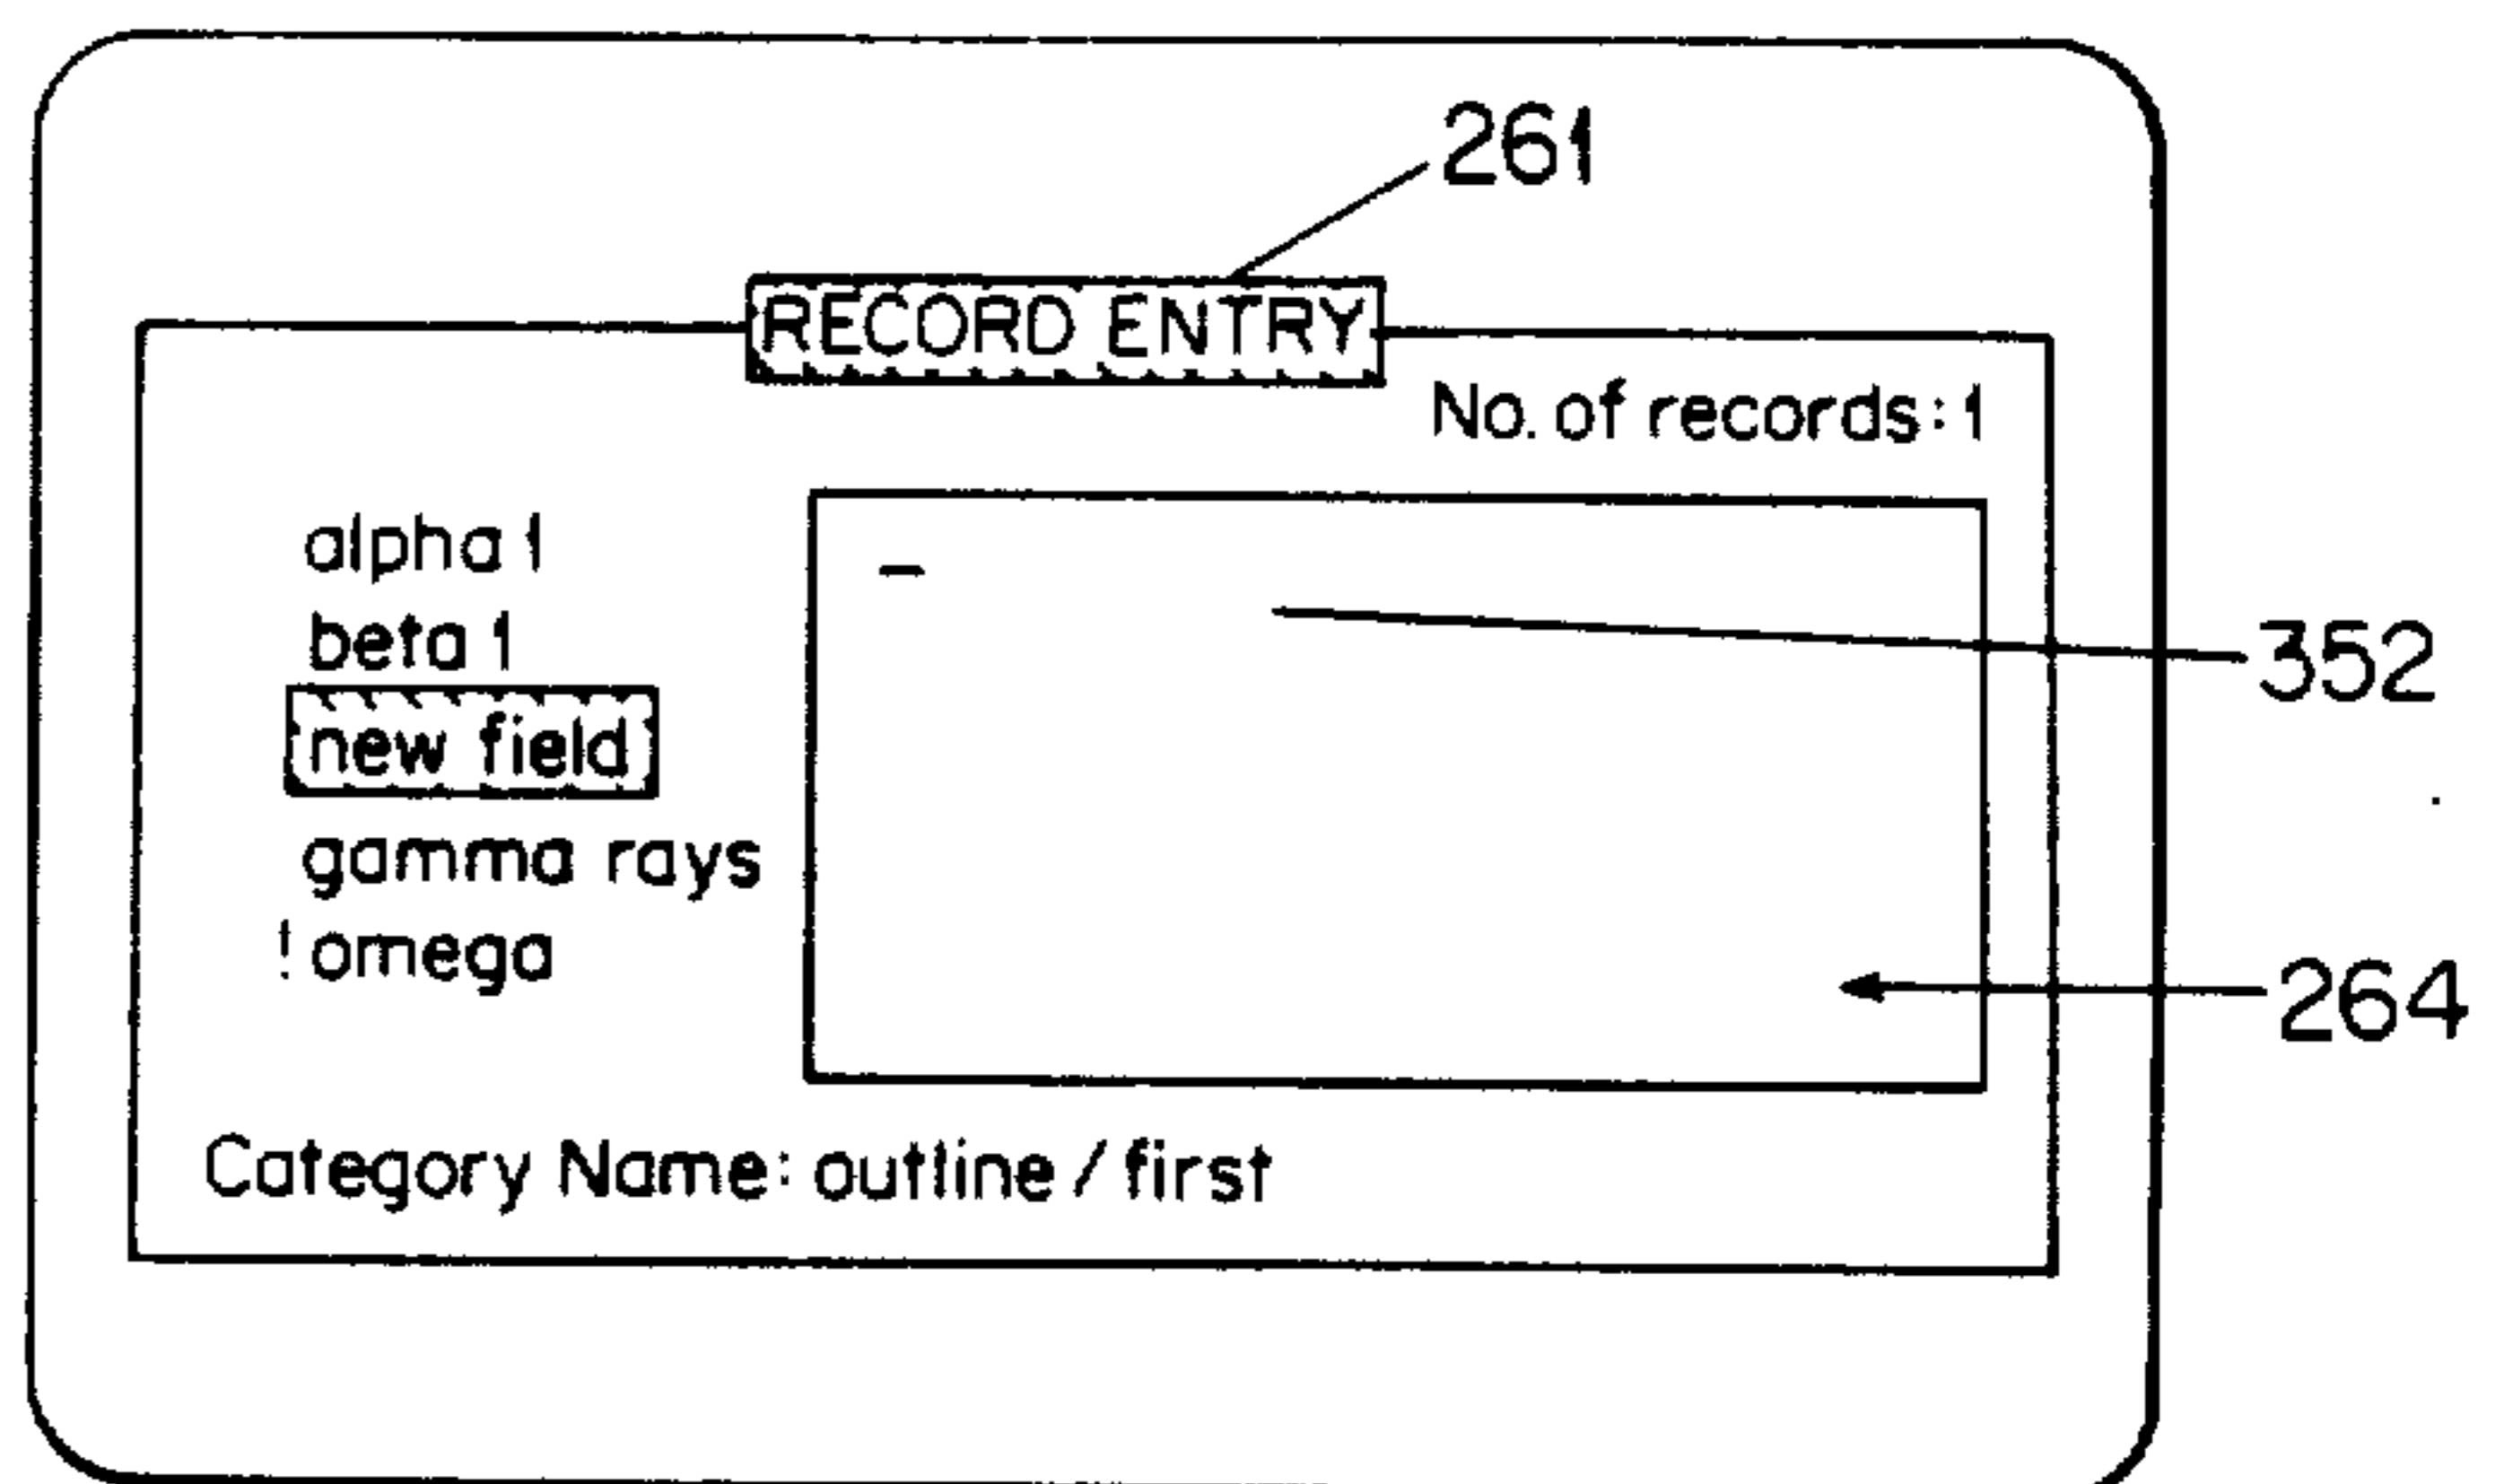 261
RECORD ENTRY
No. of records:1
alpha 1
beta 1
new field
gamma rays
! omega
352
264
Category Name: outline / first